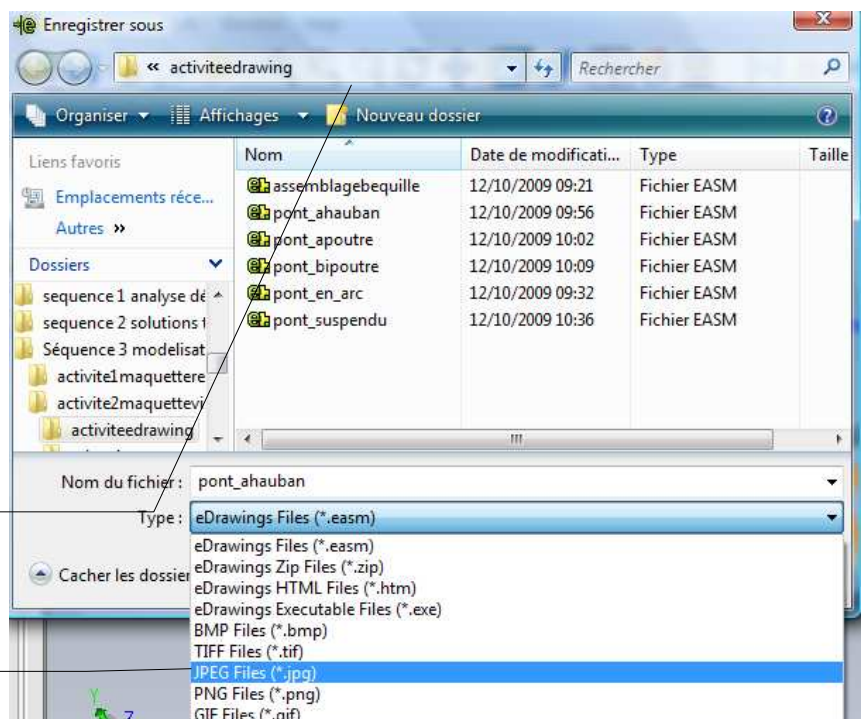 Enregistrer sous
« activiteedrawing
Rechercher
Organiser Affichages Nouveau dossier
Liens favoris
Emplacements réce...
Autres »
Dossiers
sequence 1 analyse dé
sequence 2 solutions t
Séquence 3 modelisat
activite1maquettere
activite2maquettevi
activiteedrawing
Nom Date de modificati... Type Taille
assemblagebequille 12/10/2009 09:21 Fichier EASM
pont_ahauban 12/10/2009 09:56 Fichier EASM
pont_apoutre 12/10/2009 10:02 Fichier EASM
pont_bipoutre 12/10/2009 10:09 Fichier EASM
pont_en_arc 12/10/2009 09:32 Fichier EASM
pont_suspendu 12/10/2009 10:36 Fichier EASM
Nom du fichier : pont_ahauban
Type : eDrawings Files (*.easm)
Cacher les dossier
eDrawings Files (*.easm)
eDrawings Zip Files (*.zip)
eDrawings HTML Files (*.htm)
eDrawings Executable Files (*.exe)
BMP Files (*.bmp)
TIFF Files (*.tif)
JPEG Files (*.jpg)
PNG Files (*.png)
GIF Files (*.gif)
Y
Z